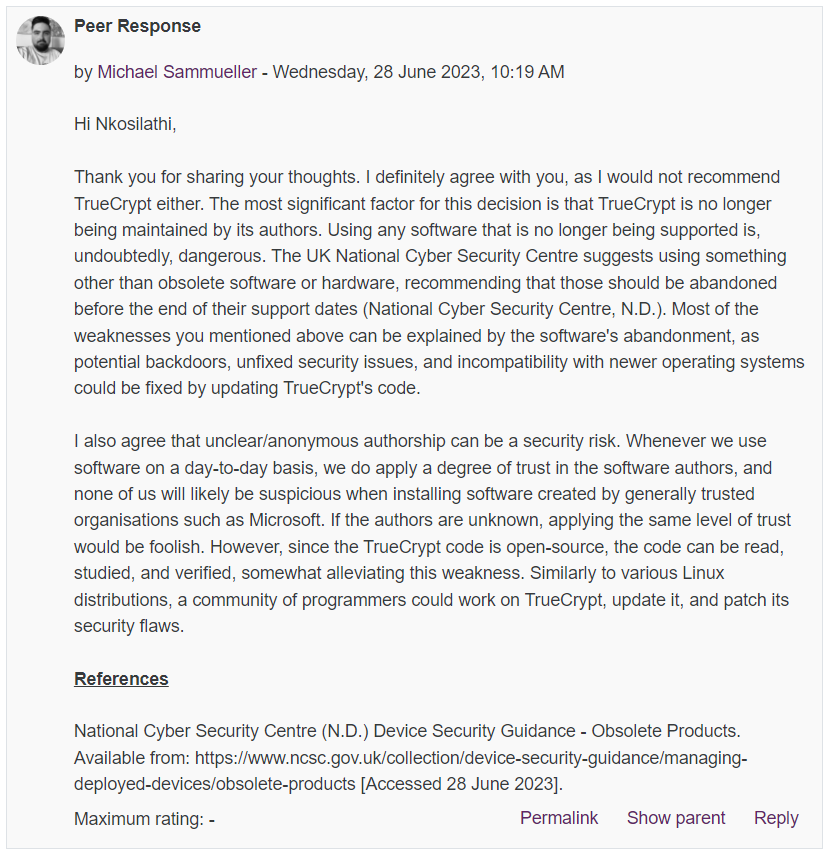 Peer Response
by Michael Sammueller - Wednesday, 28 June 2023, 10:19 AM
Hi Nkosilathi,
Thank you for sharing your thoughts. I definitely agree with you, as I would not recommend
TrueCrypt either. The most significant factor for this decision is that TrueCrypt is no longer
being maintained by its authors. Using any software that is no longer being supported is,
undoubtedly, dangerous. The UK National Cyber Security Centre suggests using something
other than obsolete software or hardware, recommending that those should be abandoned
before the end of their support dates (National Cyber Security Centre, N.D.). Most of the
weaknesses you mentioned above can be explained by the software's abandonment, as
potential backdoors, unfixed security issues, and incompatibility with newer operating systems
could be fixed by updating TrueCrypt's code.
I also agree that unclear/anonymous authorship can be a security risk. Whenever we use
software on a day-to-day basis, we do apply a degree of trust in the software authors, and
none of us will likely be suspicious when installing software created by generally trusted
organisations such as Microsoft. If the authors are unknown, applying the same level of trust
would be foolish. However, since the TrueCrypt code is open-source, the code can be read,
studied, and verified, somewhat alleviating this weakness. Similarly to various Linux
distributions, a community of programmers could work on TrueCrypt, update it, and patch its
security flaws.
References
National Cyber Security Centre (N.D.) Device Security Guidance - Obsolete Products.
Available from: https://www.ncsc.gov.uk/collection/device-security-guidance/managing-
deployed-devices/obsolete-products [Accessed 28 June 2023].
Maximum rating: - Permalink Show parent Reply